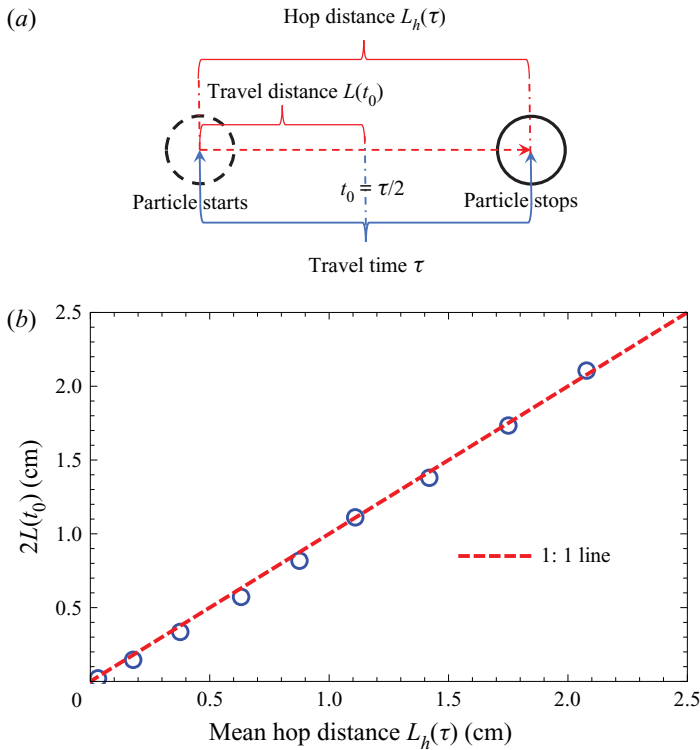 (a)
Hop distance L_h(τ)
Travel distance L(t_0)
t_0 = τ/2
Particle starts
Particle stops
Travel time τ
(b)
2.5
2.0
1.5
1.0
0.5
0
0.5
1.0
1.5
2.0
2.5
2L(t_0) (cm)
1: 1 line
Mean hop distance L_h(τ) (cm)